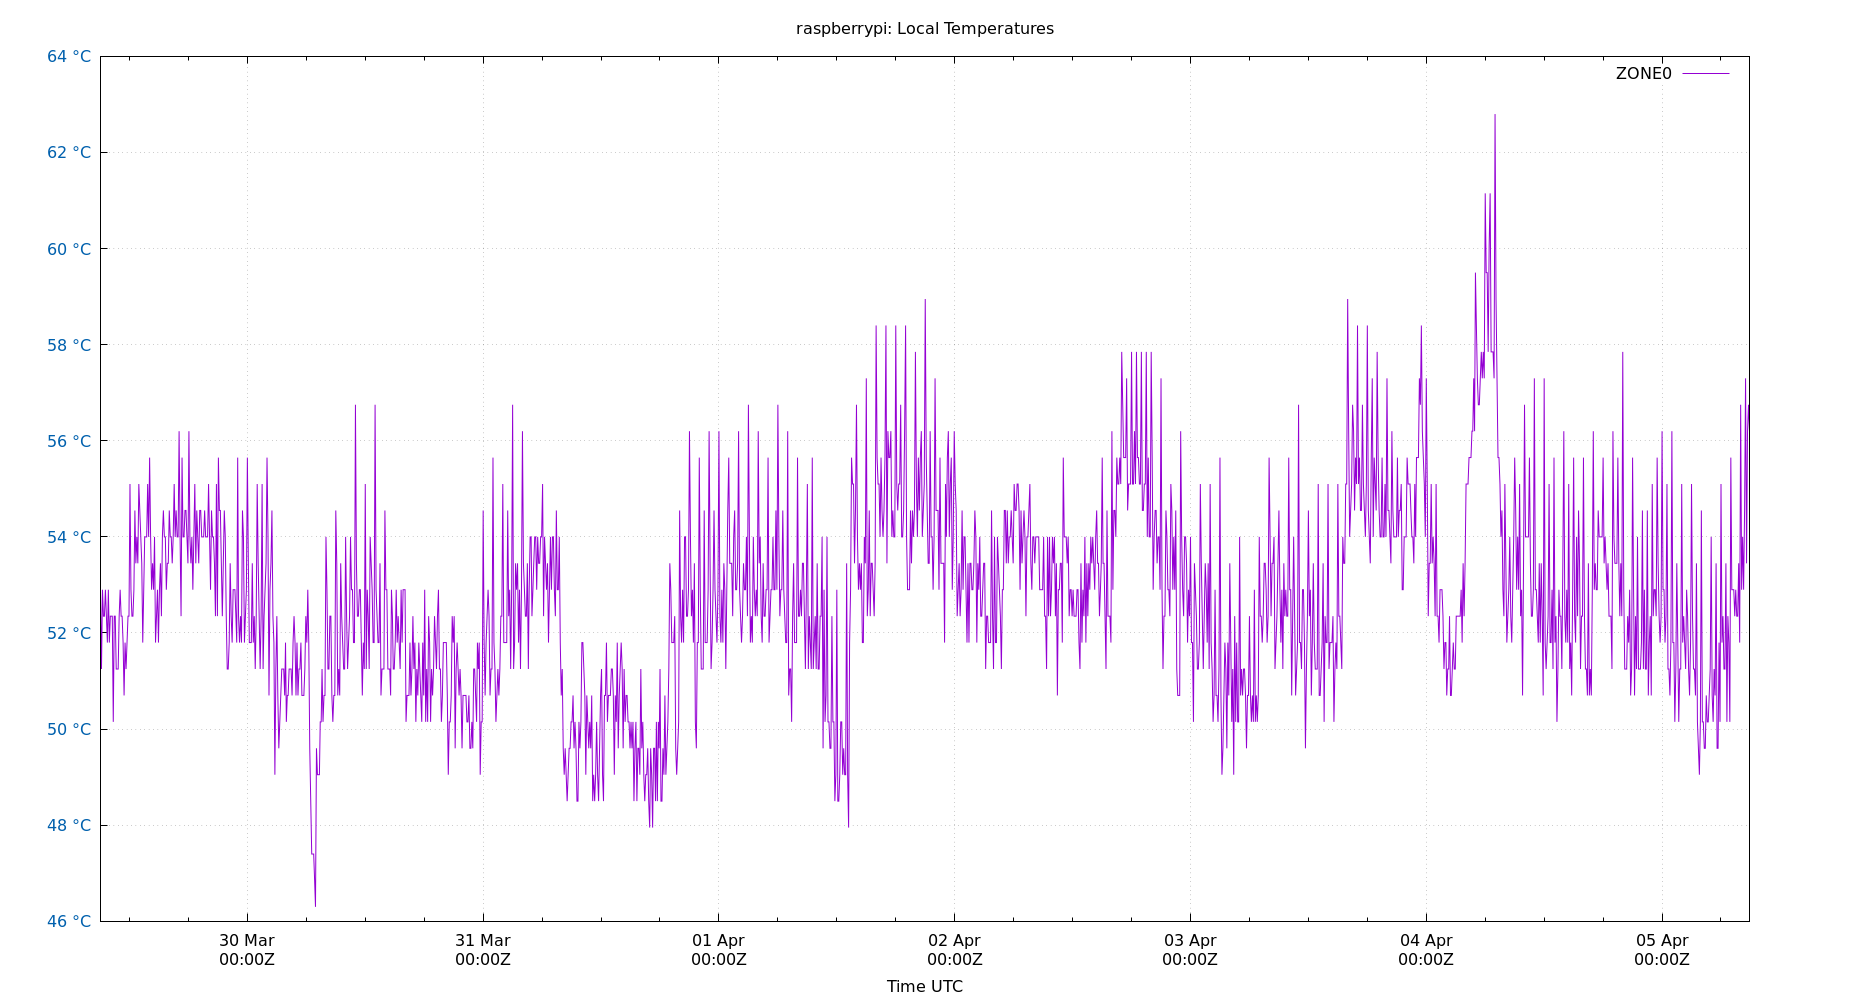 raspberrypi: Local Temperatures
ZONE0
64 °C
62 °C
60 °C
58 °C
56 °C
54 °C
52 °C
50 °C
48 °C
46 °C
30 Mar 31 Mar 01 Apr 02 Apr 03 Apr 04 Apr 05 Apr
00:00Z 00:00Z 00:00Z 00:00Z 00:00Z 00:00Z 00:00Z
Time UTC